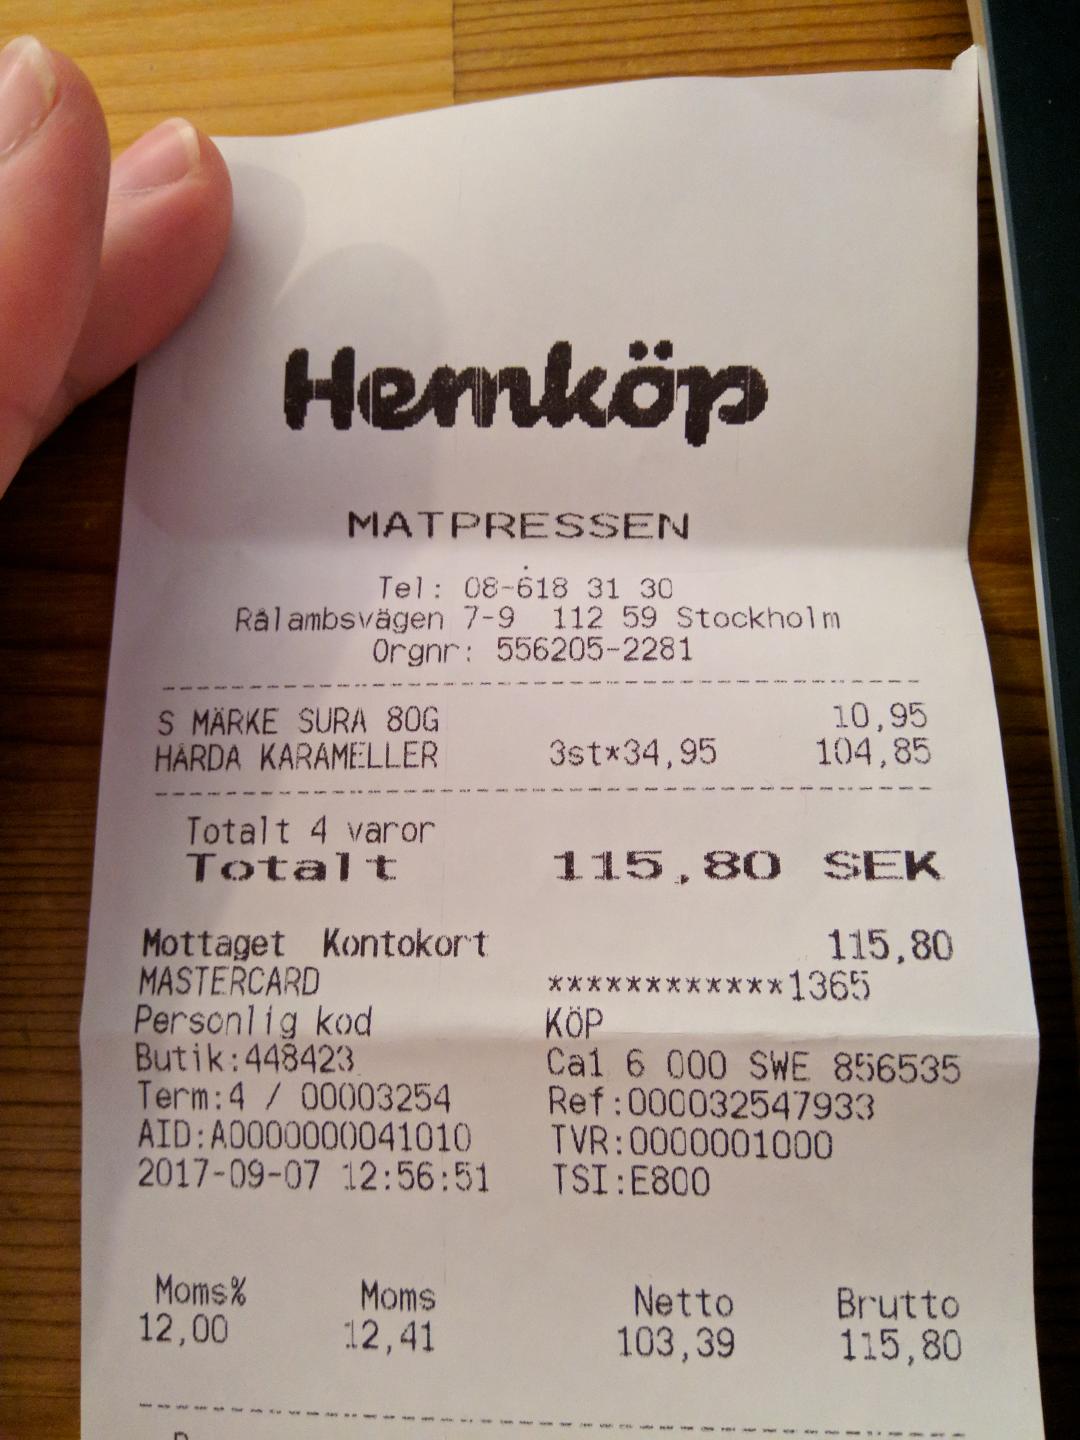 Hemköp
MATPRESSEN
Tel: 08-618 31 30
Rålambsvägen 7-9 112 59 Stockholm
Orgnr: 556205-2281
S MÄRKE SURA 80G 10,95
HÅRDA KARAMELLER 3st*34,95 104,85
Totalt 4 varor
Totalt 115,80 SEK
Mottaget Kontokort 115,80
MASTERCARD ************1365
Personlig kod KÖP
Butik:448423 Ca1 6 000 SWE 856535
Term:4 / 00003254 Ref:000032547933
AID:A0000000041010 TVR:0000001000
2017-09-07 12:56:51 TSI:E800
Moms% Moms Netto Brutto
12,00 12,41 103,39 115,80